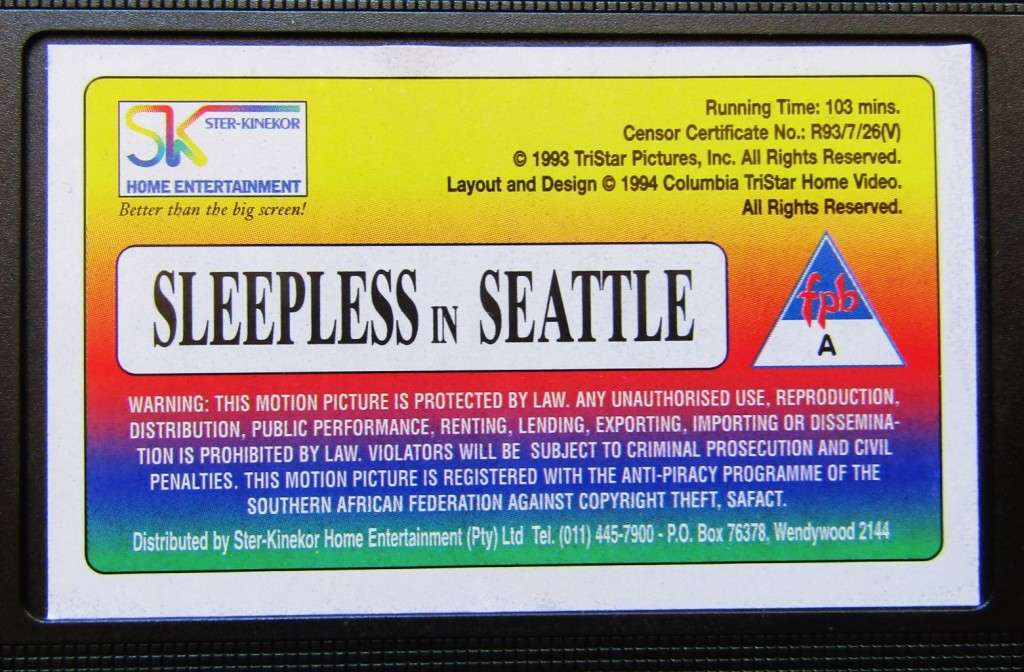 SK STER-KINEKOR
HOME ENTERTAINMENT
Better than the big screen!
Running Time: 103 mins.
Censor Certificate No.: R93/7/26(V)
© 1993 TriStar Pictures, Inc. All Rights Reserved.
Layout and Design © 1994 Columbia TriStar Home Video.
All Rights Reserved.
SLEEPLESS IN SEATTLE
fpb
A
WARNING: THIS MOTION PICTURE IS PROTECTED BY LAW. ANY UNAUTHORISED USE, REPRODUCTION,
DISTRIBUTION, PUBLIC PERFORMANCE, RENTING, LENDING, EXPORTING, IMPORTING OR DISSEMINA-
TION IS PROHIBITED BY LAW. VIOLATORS WILL BE SUBJECT TO CRIMINAL PROSECUTION AND CIVIL
PENALTIES. THIS MOTION PICTURE IS REGISTERED WITH THE ANTI-PIRACY PROGRAMME OF THE
SOUTHERN AFRICAN FEDERATION AGAINST COPYRIGHT THEFT, SAFACT.
Distributed by Ster-Kinekor Home Entertainment (Pty) Ltd Tel. (011) 445-7900 - P.O. Box 76378, Wendywood 2144